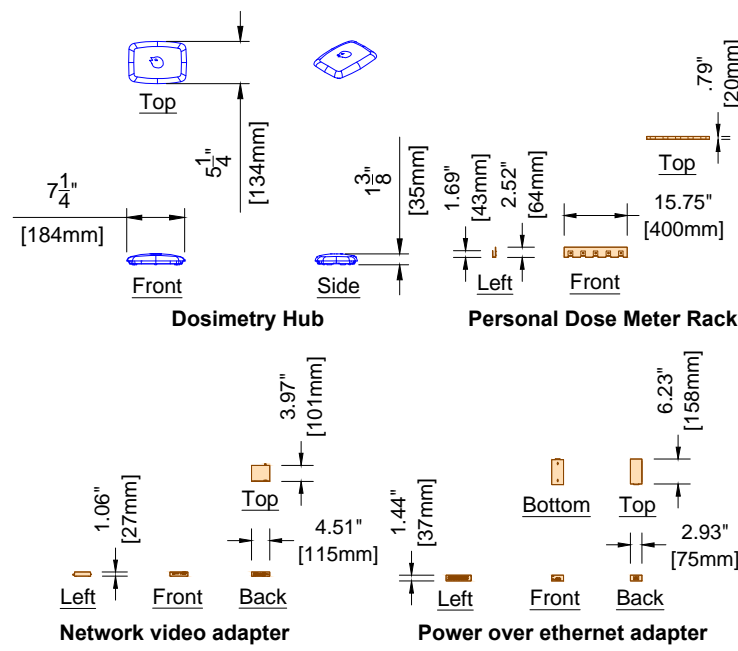 Top
5 1/4"
[134mm]
7 1/4"
[184mm]
Front
1 3/8"
[35mm]
Side
Dosimetry Hub
.79"
[20mm]
Top
1.69"
[43mm]
2.52"
[64mm]
15.75"
[400mm]
Left
Front
Personal Dose Meter Rack
3.97"
[101mm]
Top
1.06"
[27mm]
4.51"
[115mm]
Left
Front
Back
Network video adapter
6.23"
[158mm]
Bottom
Top
1.44"
[37mm]
2.93"
[75mm]
Left
Front
Back
Power over ethernet adapter